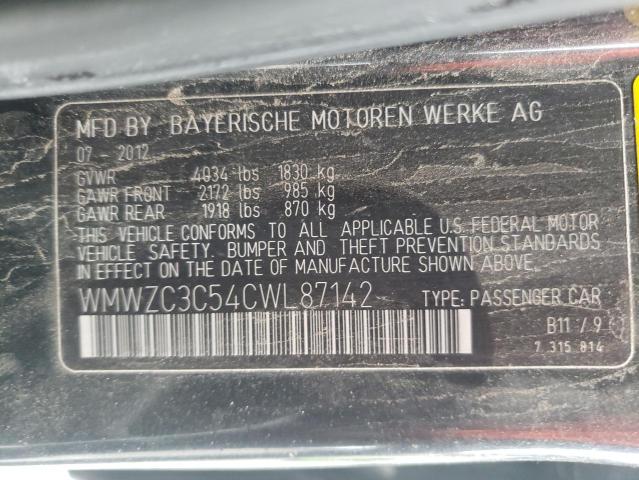 MFD BY BAYERISCHE MOTOREN WERKE AG
07 - 2012
GVWR 4034 lbs 1830 kg
GAWR FRONT 2172 lbs 985 kg
GAWR REAR 1918 lbs 870 kg
THIS VEHICLE CONFORMS TO ALL APPLICABLE U.S. FEDERAL MOTOR
VEHICLE SAFETY. BUMPER AND THEFT PREVENTION STANDARDS
IN EFFECT ON THE DATE OF MANUFACTURE SHOWN ABOVE.
WMWZC3C54CWL87142 TYPE: PASSENGER CAR
B11 / 9
7 315 814